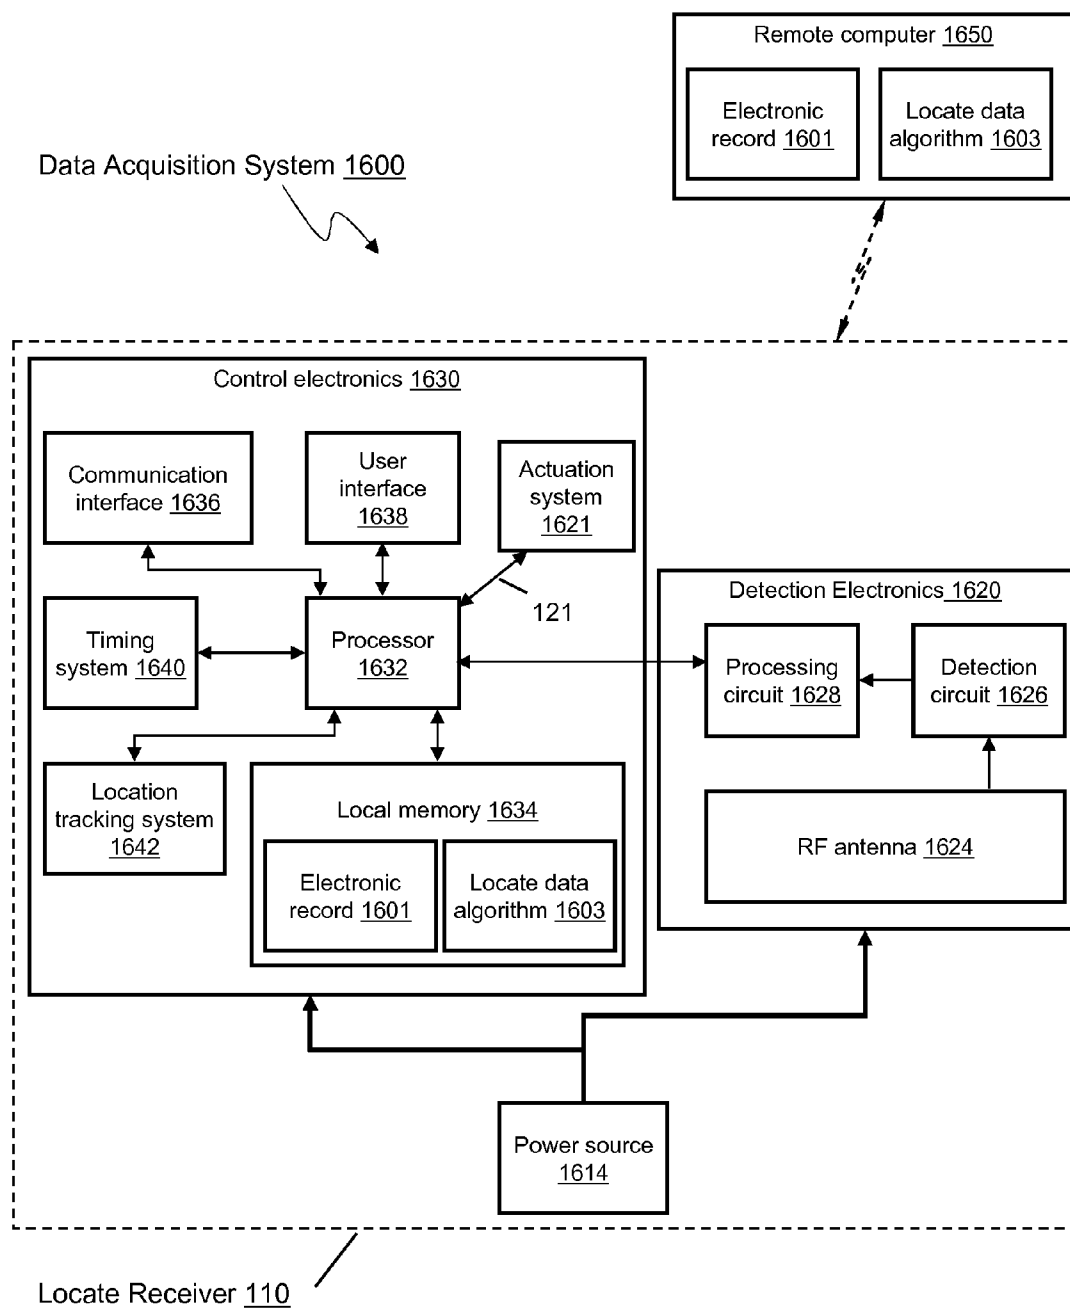 Remote computer 1650
Electronic
record 1601
Locate data
algorithm 1603
Data Acquisition System 1600
Control electronics 1630
Communication
interface 1636
User
interface
1638
Actuation
system
1621
121
Timing
system 1640
Processor
1632
Location
tracking system
1642
Local memory 1634
Electronic
record 1601
Locate data
algorithm 1603
Detection Electronics 1620
Processing
circuit 1628
Detection
circuit 1626
RF antenna 1624
Power source
1614
Locate Receiver 110